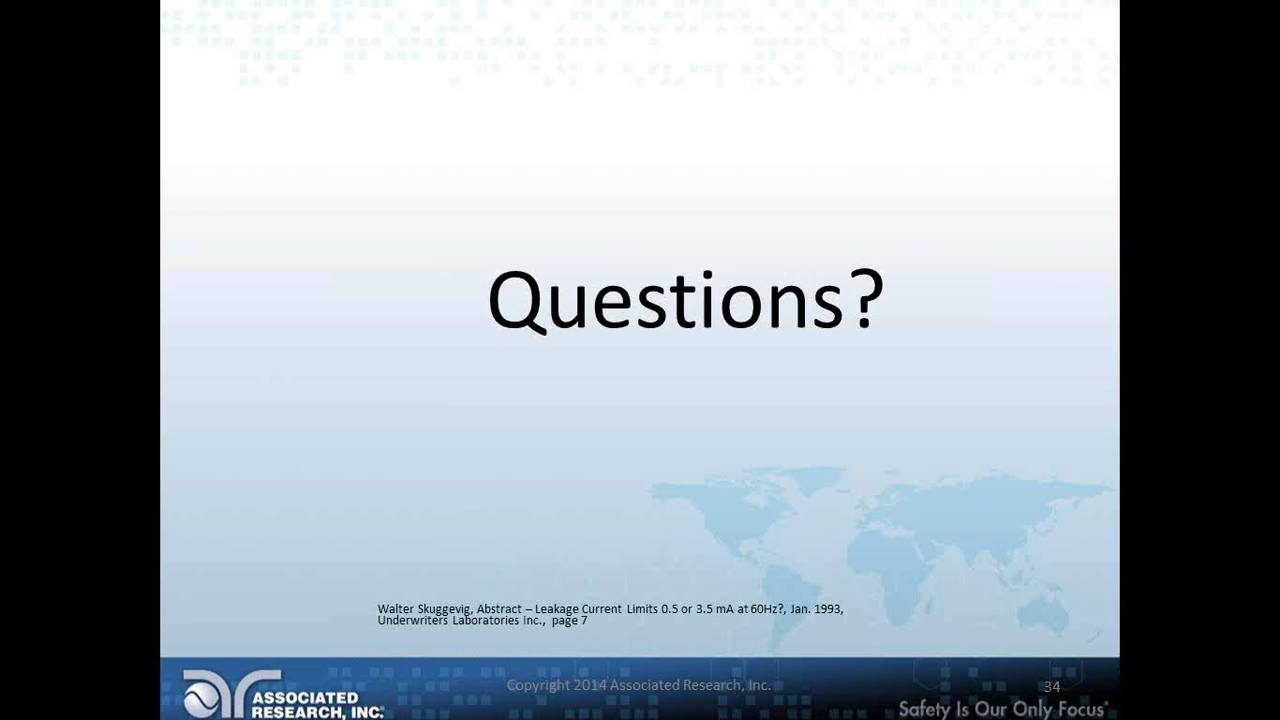 Questions?
Walter Skuggevig, Abstract – Leakage Current Limits 0.5 or 3.5 mA at 60Hz?, Jan. 1993,
Underwriters Laboratories Inc., page 7
Copyright 2014 Associated Research, Inc.
34
ASSOCIATED
RESEARCH, INC.
Safety Is Our Only Focus®